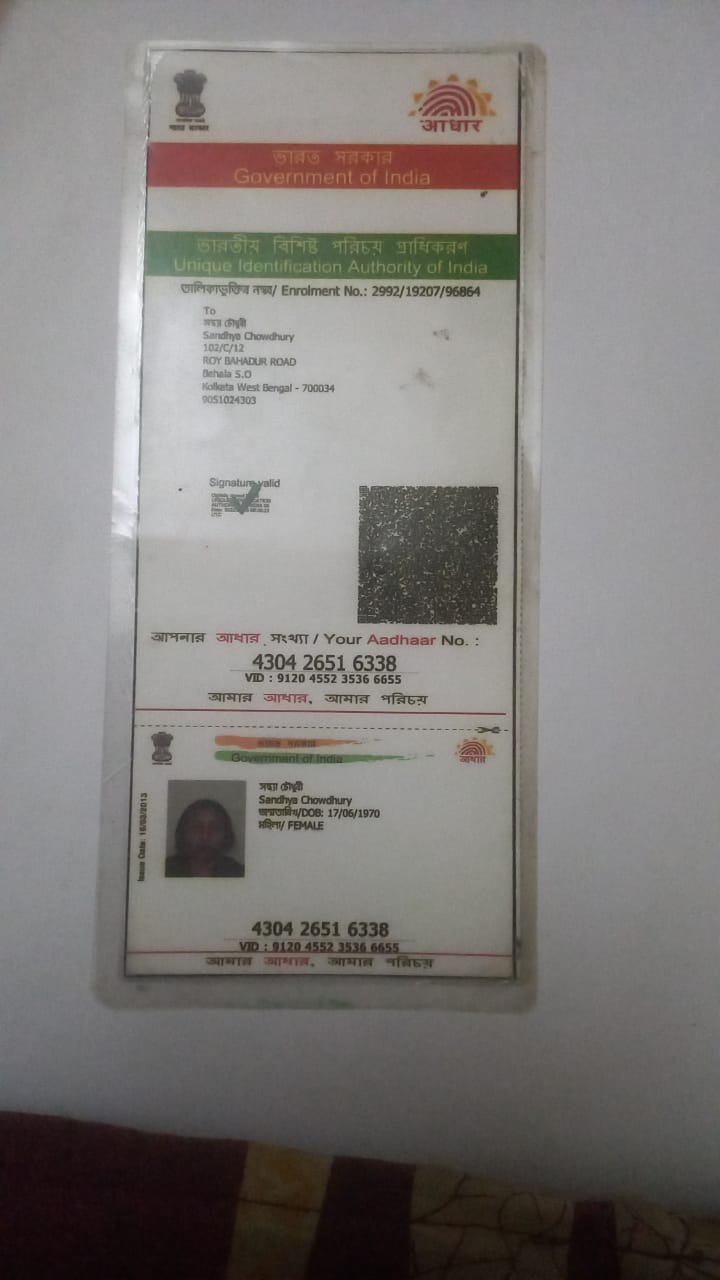 आधार
ভারত সরকার
Government of India
ভারতীয় বিশিষ্ট পরিচয় প্রাধিকরণ
Unique Identification Authority of India
তালিকাভুক্তির নম্বর/ Enrolment No.: 2992/19207/96864
To
সন্ধ্যা চৌধুরী
Sandhya Chowdhury
102/C/12
ROY BAHADUR ROAD
Behala S.O
Kolkata West Bengal - 700034
9051024303
Signature valid
আপনার আধার সংখ্যা / Your Aadhaar No. :
4304 2651 6338
VID : 9120 4552 3536 6655
আমার আধার, আমার পরিচয়
ভারত সরকার
Government of India
আধার
সন্ধ্যা চৌধুরী
Sandhya Chowdhury
জন্মতারিখ/DOB: 17/06/1970
মহিলা/ FEMALE
4304 2651 6338
VID : 9120 4552 3536 6655
আমার আধার, আমার পরিচয়